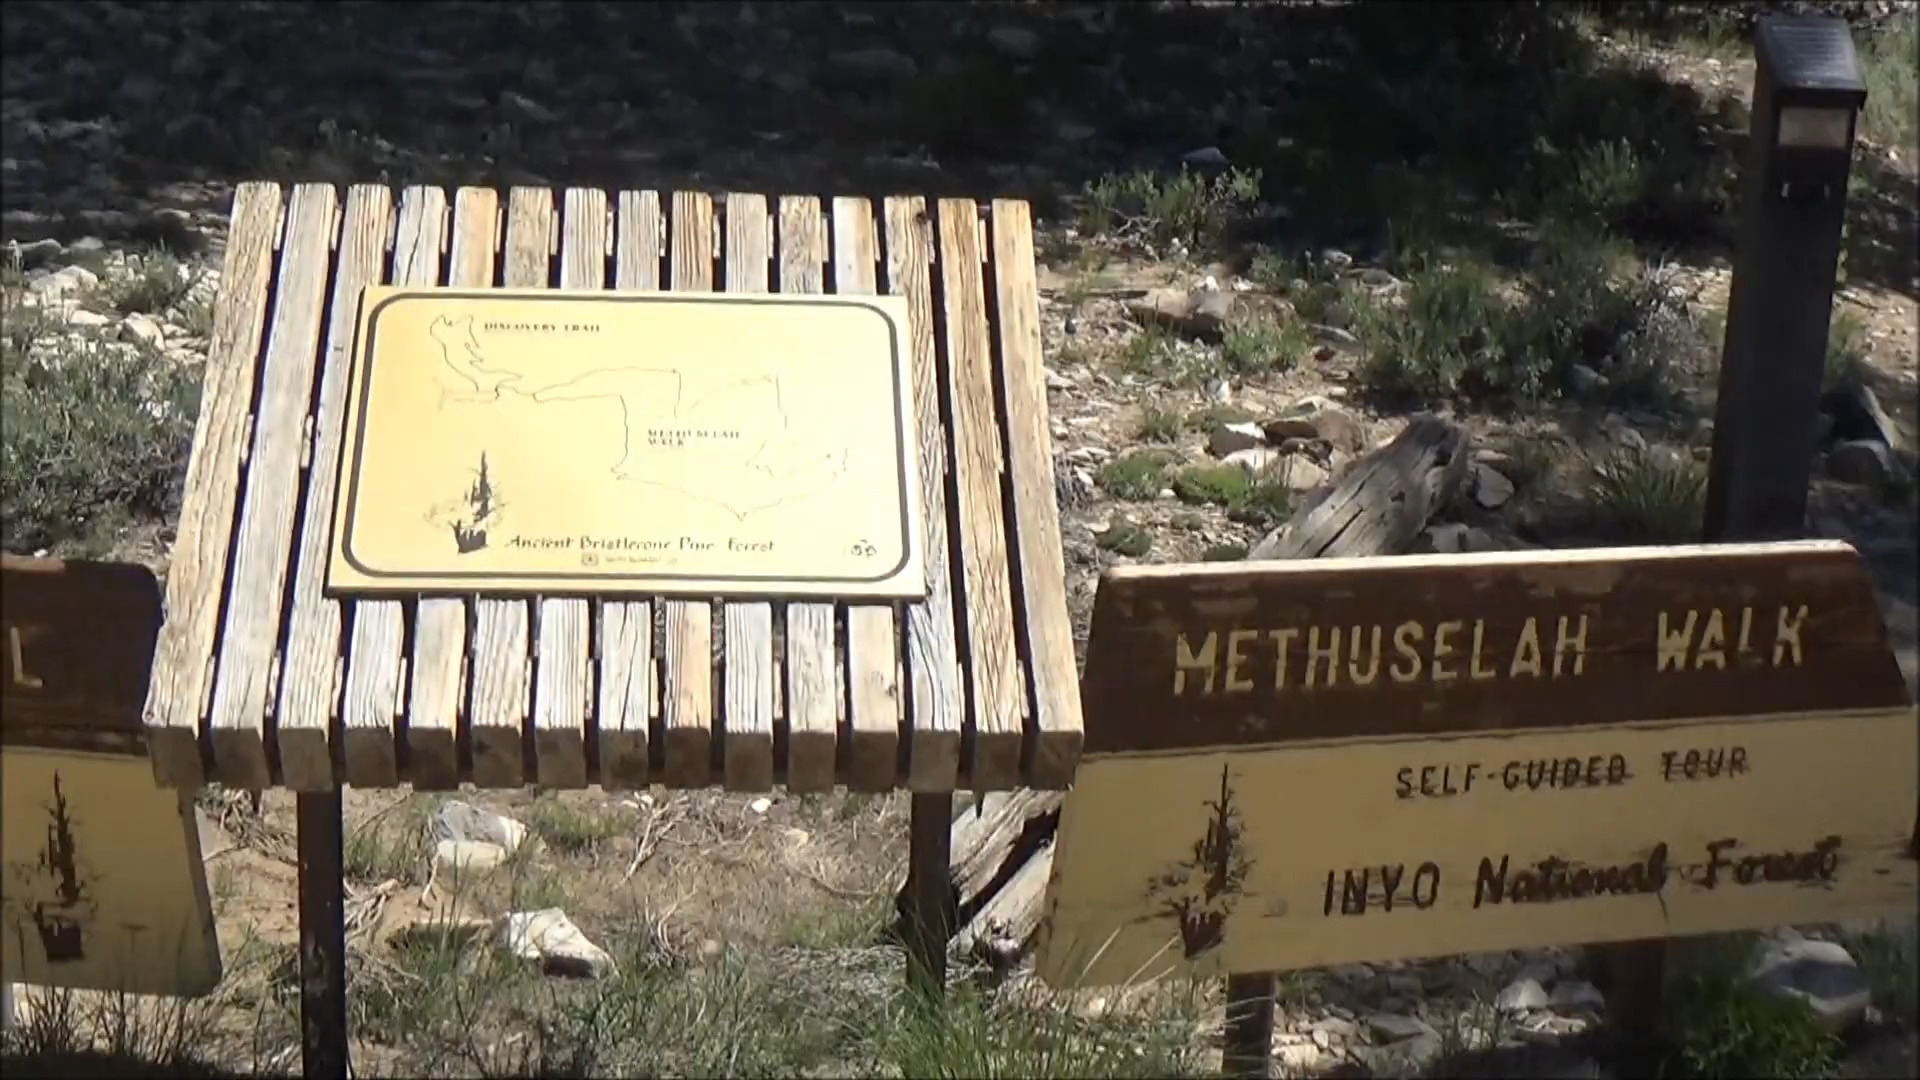 DISCOVERY TRAIL
METHUSELAH
WALK
Ancient Bristlecone Pine Forest
L
METHUSELAH WALK
SELF-GUIDED TOUR
INYO National Forest